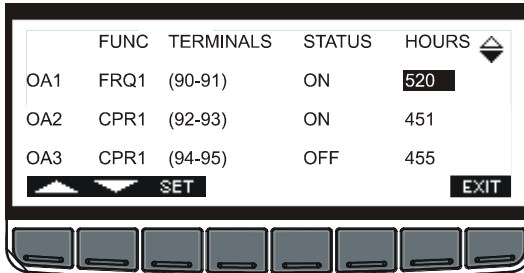 FUNC TERMINALS STATUS HOURS
OA1 FRQ1 (90-91) ON 520
OA2 CPR1 (92-93) ON 451
OA3 CPR1 (94-95) OFF 455
SET EXIT